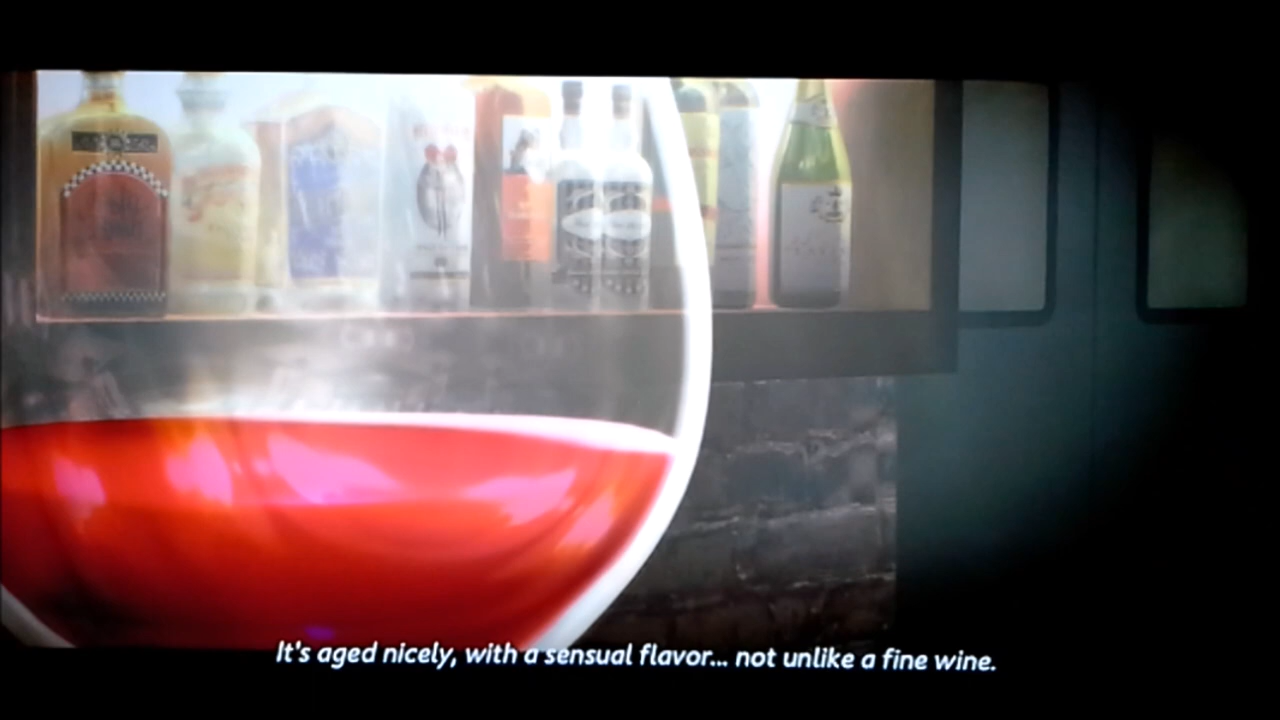 It's aged nicely, with a sensual flavor... not unlike a fine wine.